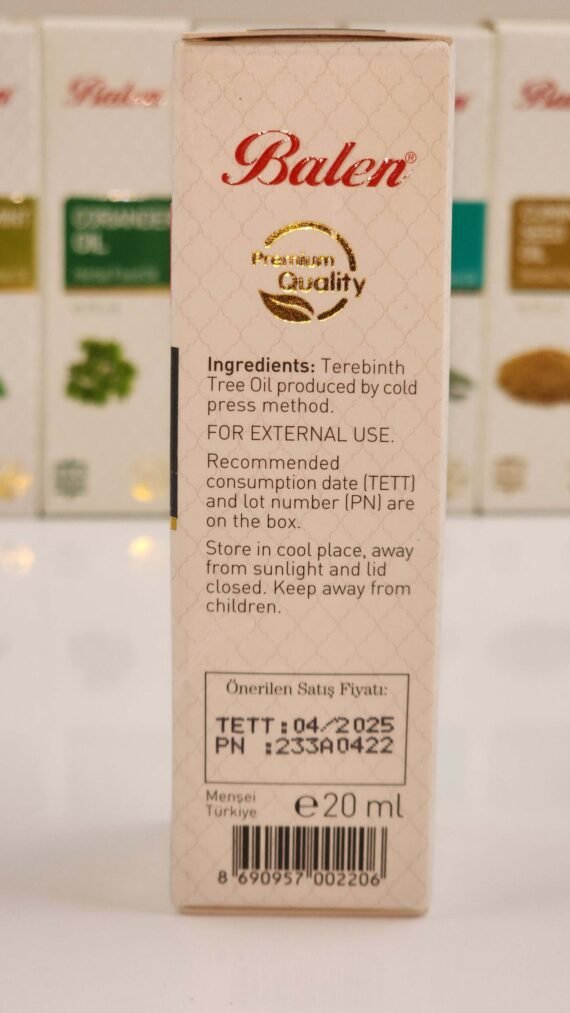 Balen®
Premium
Quality
Ingredients: Terebinth
Tree Oil produced by cold
press method.
FOR EXTERNAL USE.
Recommended
consumption date (TETT)
and lot number (PN) are
on the box.
Store in cool place, away
from sunlight and lid
closed. Keep away from
children.
Önerilen Satış Fiyatı:
TETT:04/2025
PN :233A0422
Menşei
Türkiye
℮20 ml
8 690957 002206
Balen
CORIANDER
OIL